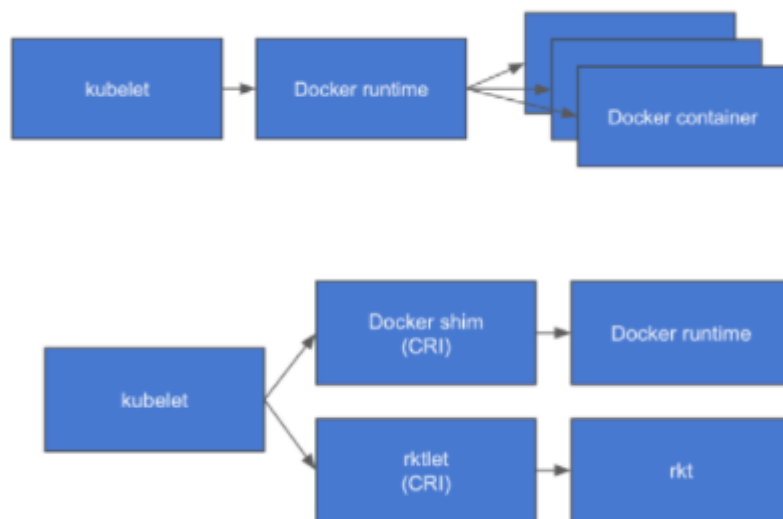 kubelet
Docker runtime
Docker container
Docker shim
(CRI)
Docker runtime
kubelet
rktlet
(CRI)
rkt